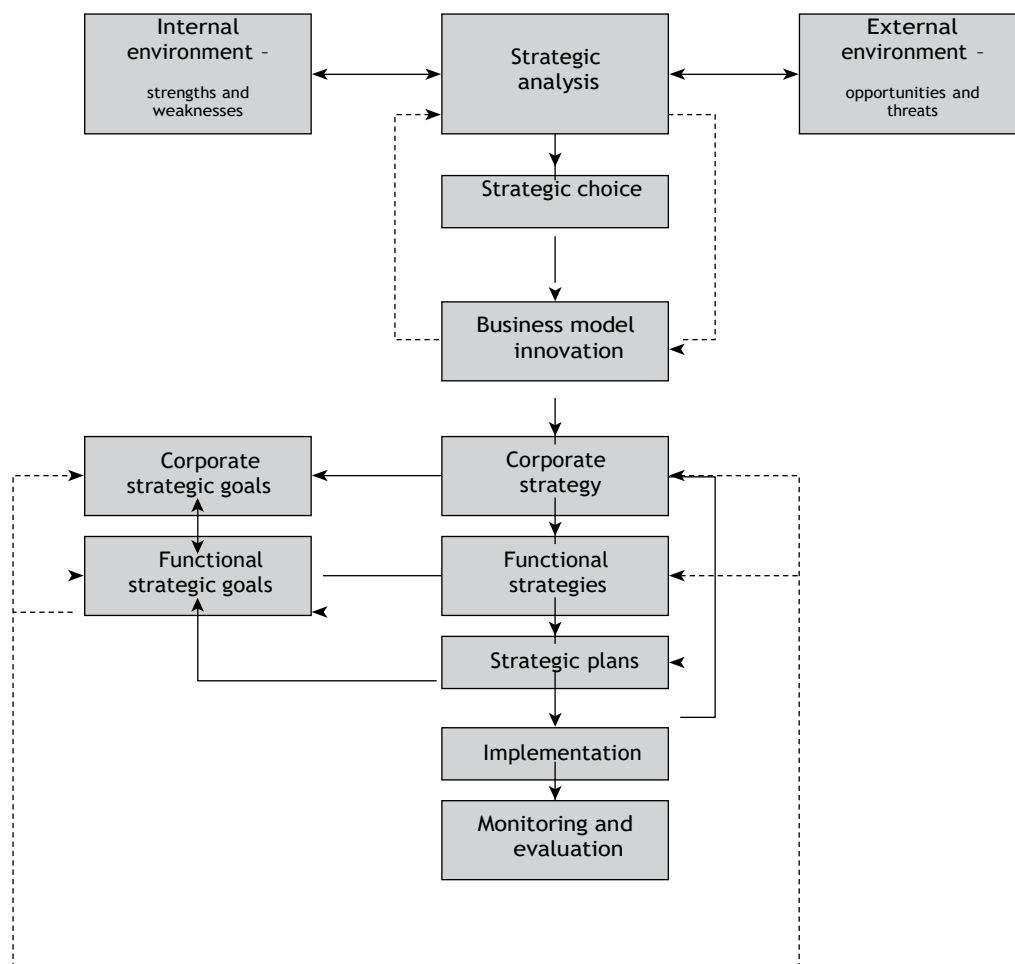 Internal
environment –
strengths and
weaknesses
Strategic
analysis
External
environment –
opportunities and
threats
Strategic choice
Business model
innovation
Corporate
strategic goals
Corporate
strategy
Functional
strategic goals
Functional
strategies
Strategic plans
Implementation
Monitoring and
evaluation